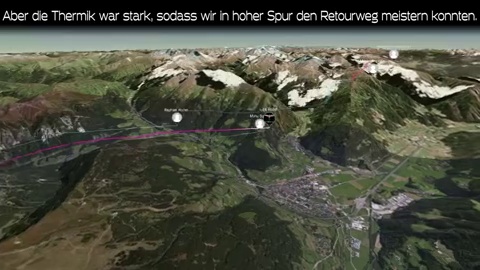 Aber die Thermik war stark, sodass wir in hoher Spur den Retourweg meistern konnten.